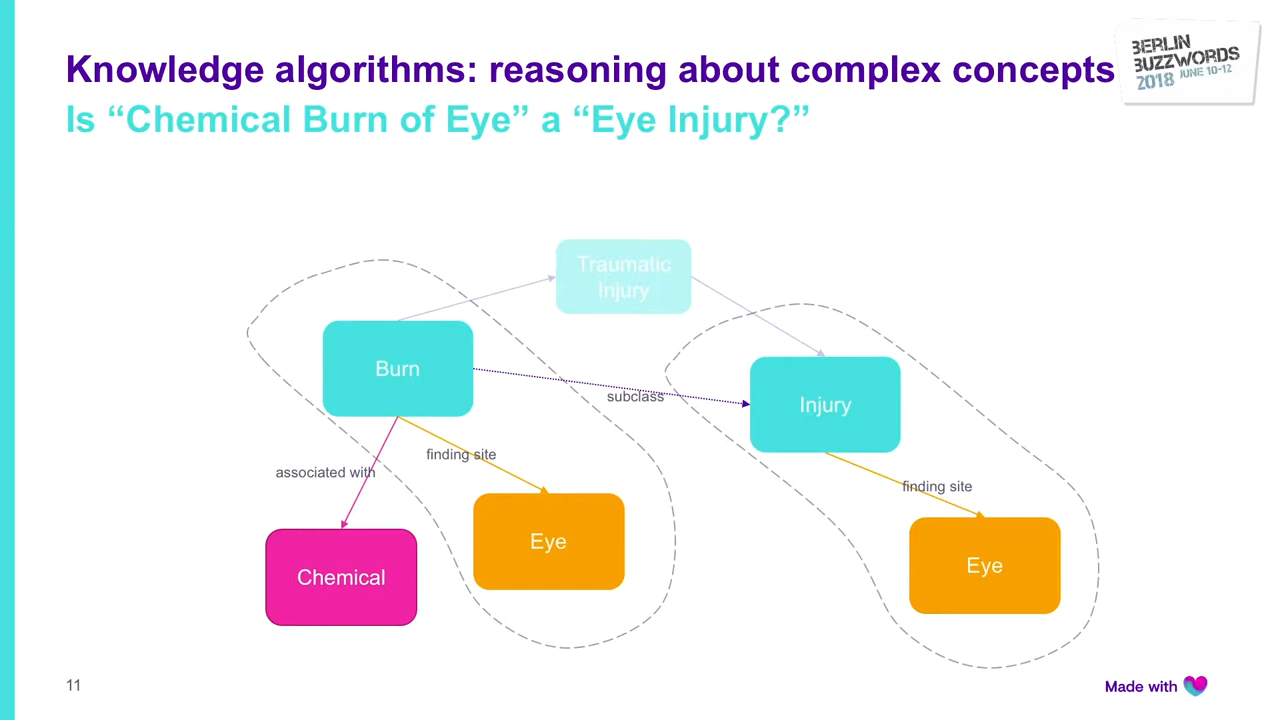 Knowledge algorithms: reasoning about complex concepts
Is “Chemical Burn of Eye” a “Eye Injury?”
BERLIN
BUZZWORDS
2018 JUNE 10-12
Traumatic
Injury
Burn
subclass
Injury
associated with
finding site
finding site
Chemical
Eye
Eye
11
Made with